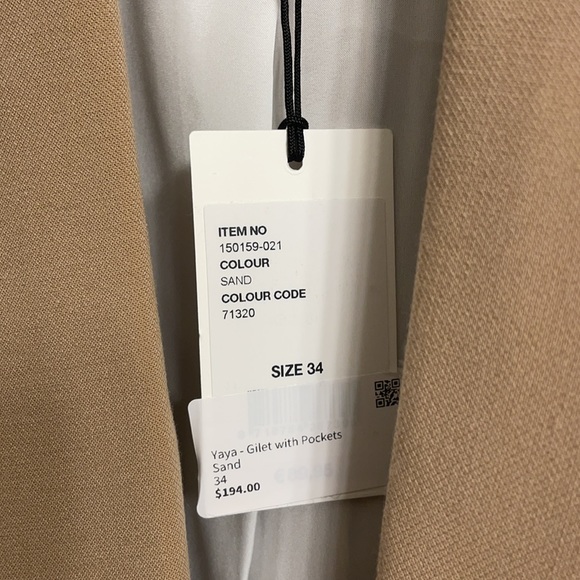 ITEM NO
150159-021
COLOUR
SAND
COLOUR CODE
71320
SIZE 34
Yaya - Gilet with Pockets
Sand
34
$194.00